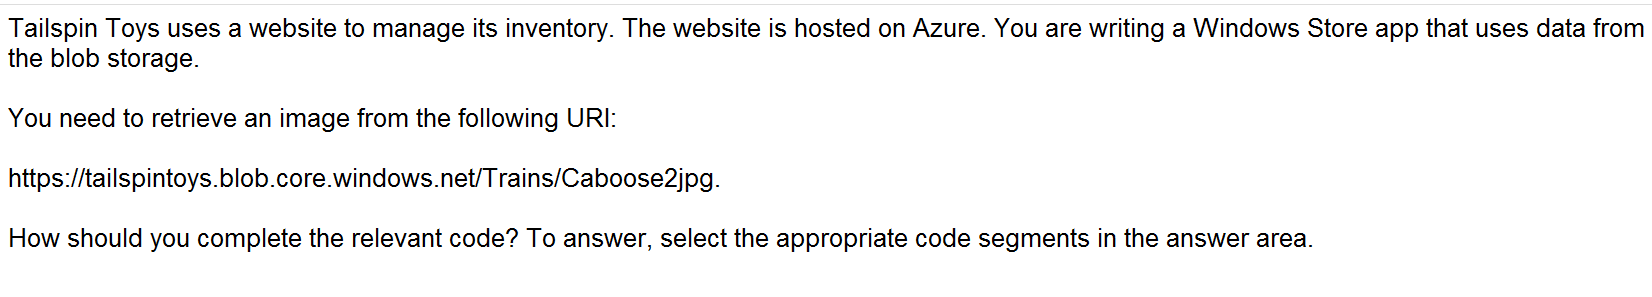 Tailspin Toys uses a website to manage its inventory. The website is hosted on Azure. You are writing a Windows Store app that uses data from
the blob storage.
You need to retrieve an image from the following URI:
https://tailspintoys.blob.core.windows.net/Trains/Caboose2jpg.
How should you complete the relevant code? To answer, select the appropriate code segments in the answer area.